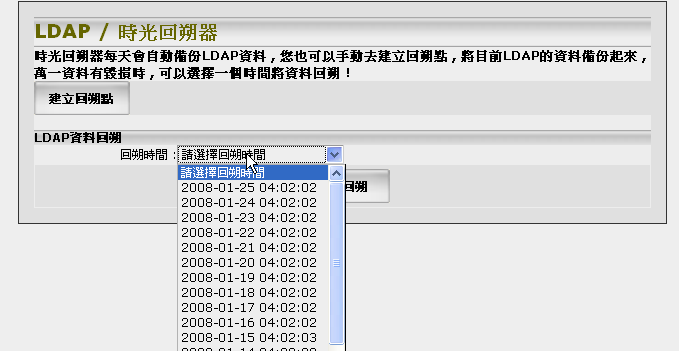 LDAP / 時光回朔器
時光回朔器每天會自動備份LDAP資料，您也可以手動去建立回朔點，將目前LDAP的資料備份起來，
萬一資料有毀損時，可以選擇一個時間將資料回朔！
建立回朔點
LDAP資料回朔
回朔時間：請選擇回朔時間
請選擇回朔時間
2008-01-25 04:02:02
回朔
2008-01-24 04:02:02
2008-01-23 04:02:02
2008-01-22 04:02:02
2008-01-21 04:02:02
2008-01-20 04:02:02
2008-01-19 04:02:02
2008-01-18 04:02:02
2008-01-17 04:02:02
2008-01-16 04:02:02
2008-01-15 04:02:03